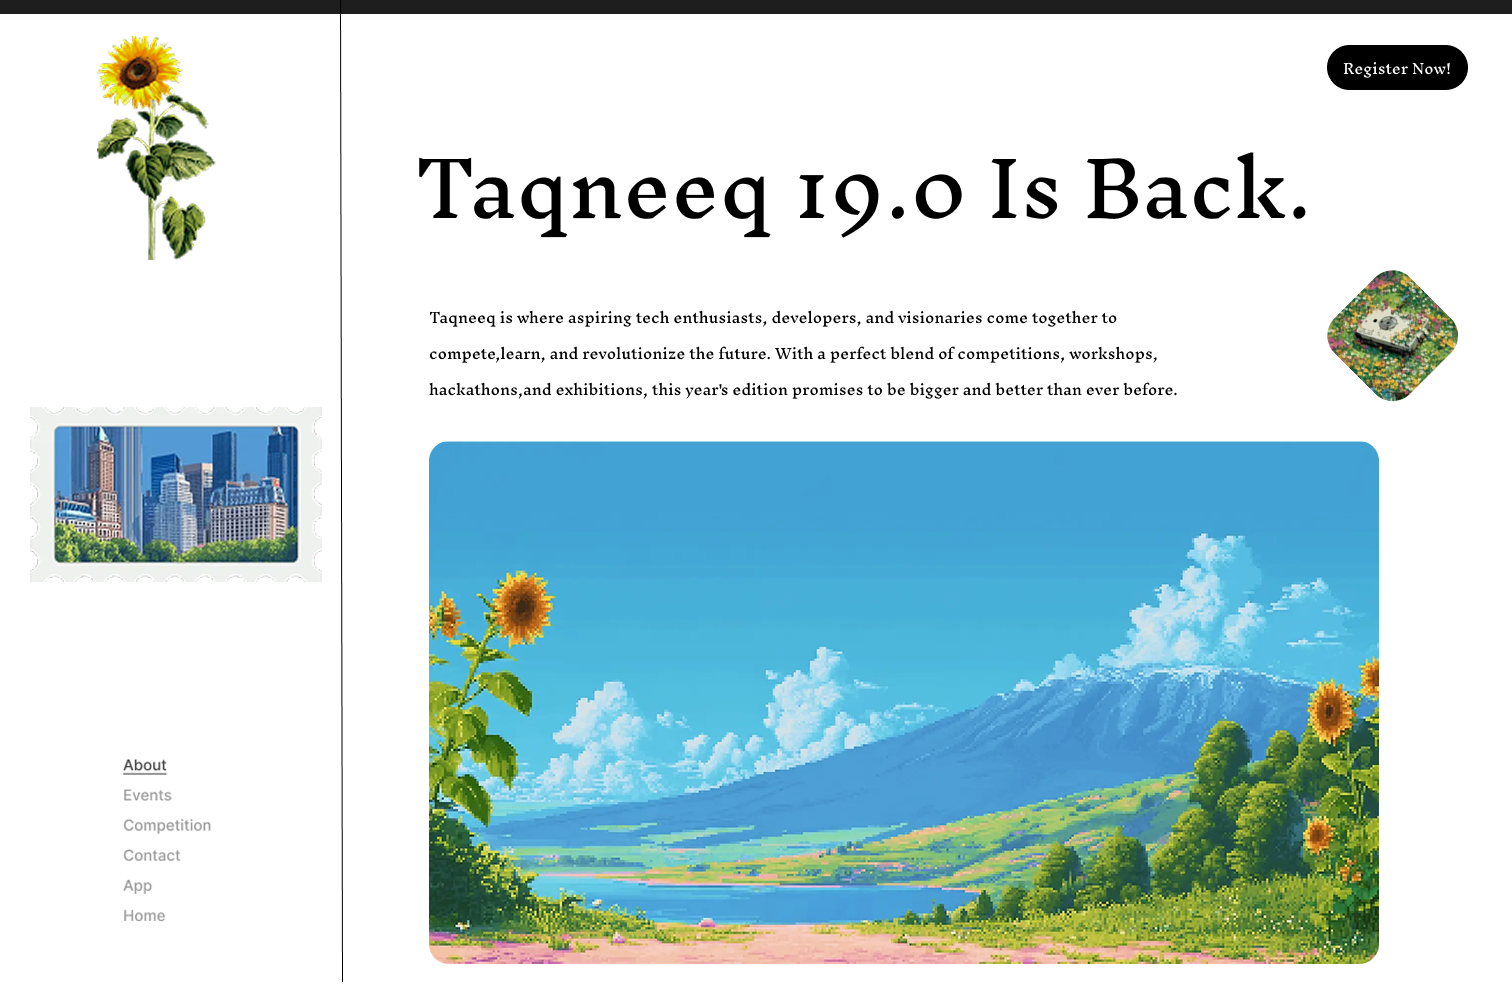 Register Now!
Taqneeq 19.0 Is Back.
Taqneeq is where aspiring tech enthusiasts, developers, and visionaries come together to
compete,learn, and revolutionize the future. With a perfect blend of competitions, workshops,
hackathons,and exhibitions, this year's edition promises to be bigger and better than ever before.
About
Events
Competition
Contact
App
Home